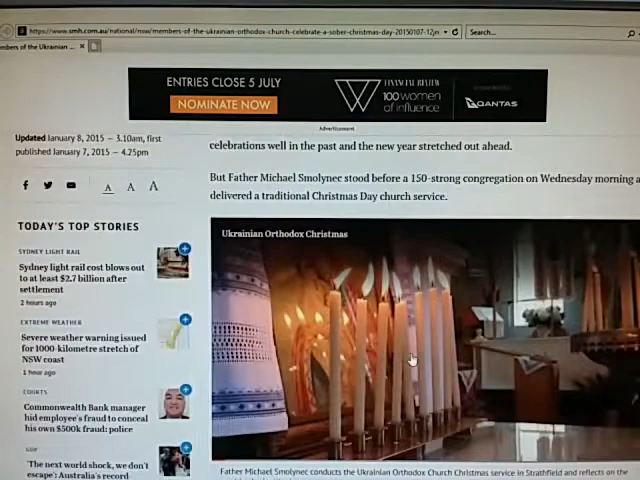 https://www.smh.com.au/national/nsw/members-of-the-ukrainian-orthodox-church-celebrate-a-sober-christmas-day-20150107-12jn
Search...
mbers of the Ukrainian ...
ENTRIES CLOSE 5 JULY
NOMINATE NOW
W
FINANCIAL REVIEW
100 women
of influence
QANTAS
Advertisement
Updated January 8, 2015 — 3.10am, first
published January 7, 2015 — 4.25pm
celebrations well in the past and the new year stretched out ahead.
But Father Michael Smolynec stood before a 150-strong congregation on Wednesday morning a
delivered a traditional Christmas Day church service.
A A A
TODAY'S TOP STORIES
SYDNEY LIGHT RAIL
Sydney light rail cost blows out
to at least $2.7 billion after
settlement
2 hours ago
EXTREME WEATHER
Severe weather warning issued
for 1000-kilometre stretch of
NSW coast
1 hour ago
COURTS
Commonwealth Bank manager
hid employee's fraud to conceal
his own $500k fraud: police
'The next world shock, we don't
escape': Australia's record
Ukrainian Orthodox Christmas
Father Michael Smolynec conducts the Ukrainian Orthodox Church Christmas service in Strathfield and reflects on the